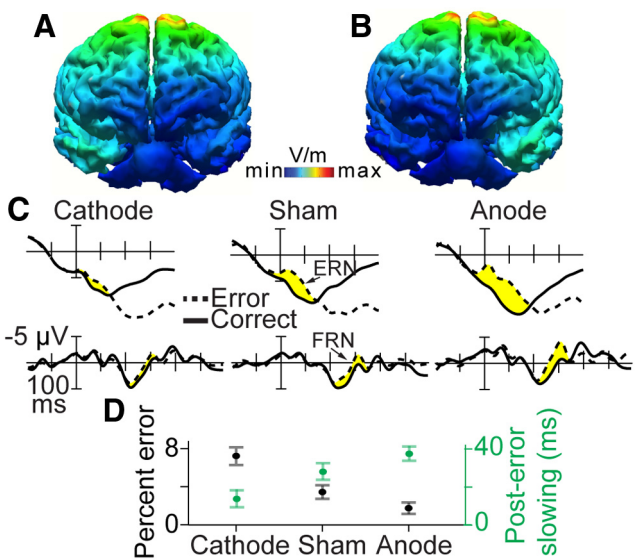 A B
V/m
min max
C
Cathode Sham Anode
ERN
Error
Correct
-5 µV
FRN
100
ms
D
Percent error
8
0
40
0
Post-error
slowing (ms)
Cathode Sham Anode